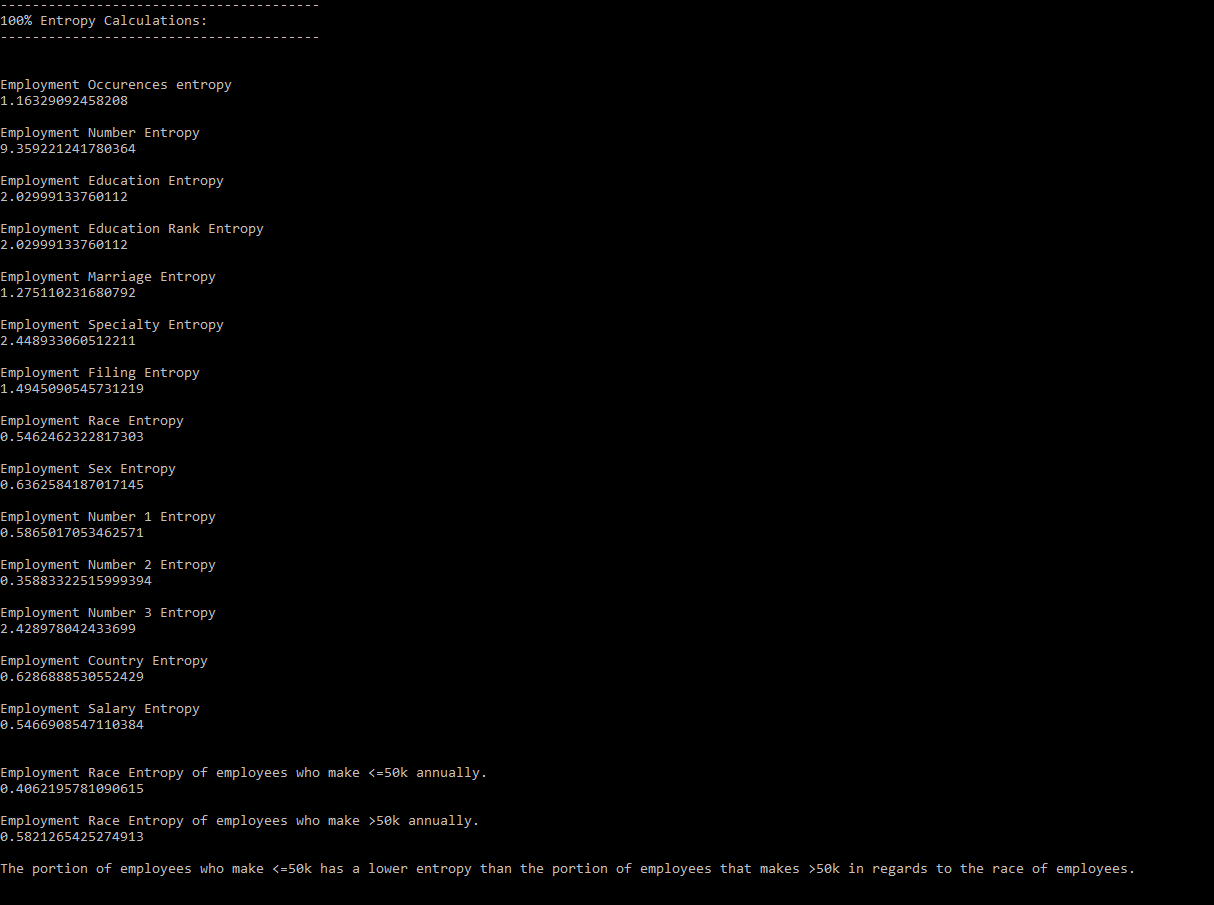 ----------------------------------------
100% Entropy Calculations:
----------------------------------------
Employment Occurences entropy
1.16329092458208
Employment Number Entropy
9.359221241780364
Employment Education Entropy
2.02999133760112
Employment Education Rank Entropy
2.02999133760112
Employment Marriage Entropy
1.275110231680792
Employment Specialty Entropy
2.448933060512211
Employment Filing Entropy
1.4945090545731219
Employment Race Entropy
0.5462462322817303
Employment Sex Entropy
0.6362584187017145
Employment Number 1 Entropy
0.5865017053462571
Employment Number 2 Entropy
0.35883322515999394
Employment Number 3 Entropy
2.428978042433699
Employment Country Entropy
0.6286888530552429
Employment Salary Entropy
0.5466908547110384
Employment Race Entropy of employees who make <=50k annually.
0.4062195781090615
Employment Race Entropy of employees who make >50k annually.
0.5821265425274913
The portion of employees who make <=50k has a lower entropy than the portion of employees that makes >50k in regards to the race of employees.